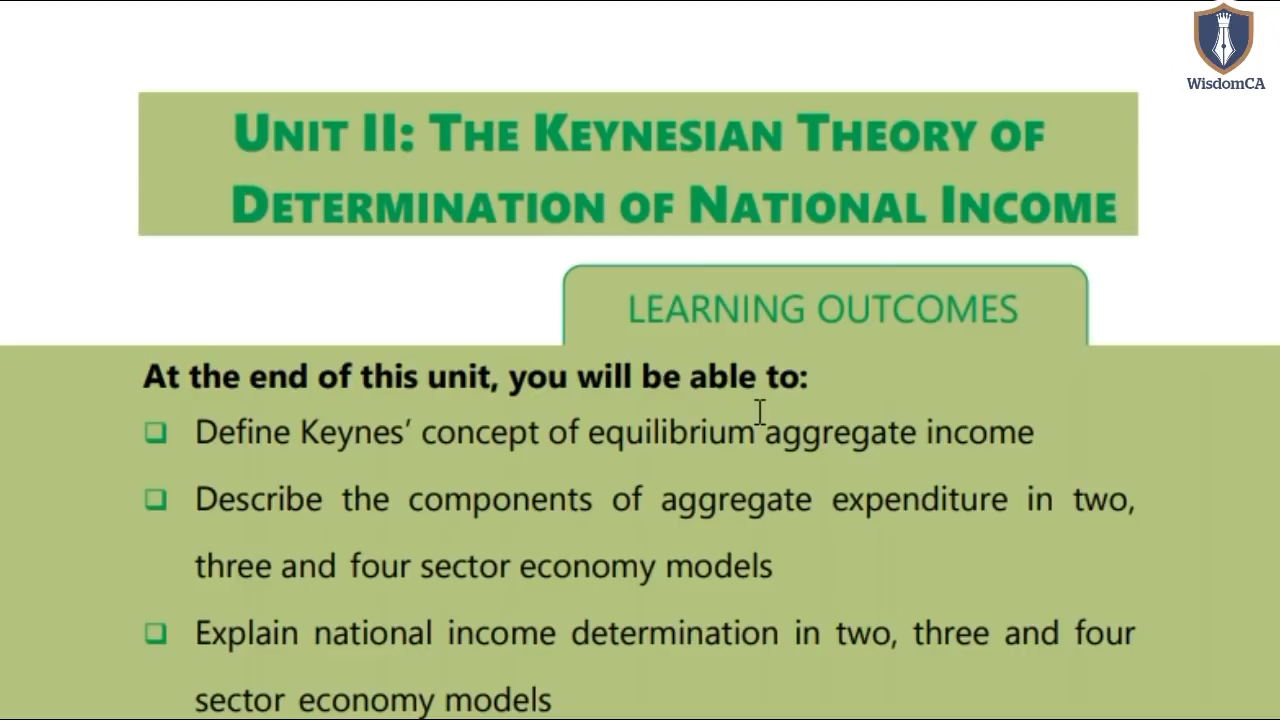 WisdomCA
UNIT II: THE KEYNESIAN THEORY OF
DETERMINATION OF NATIONAL INCOME
LEARNING OUTCOMES
At the end of this unit, you will be able to:
❑ Define Keynes’ concept of equilibrium aggregate income
❑ Describe the components of aggregate expenditure in two,
three and four sector economy models
❑ Explain national income determination in two, three and four
sector economy models